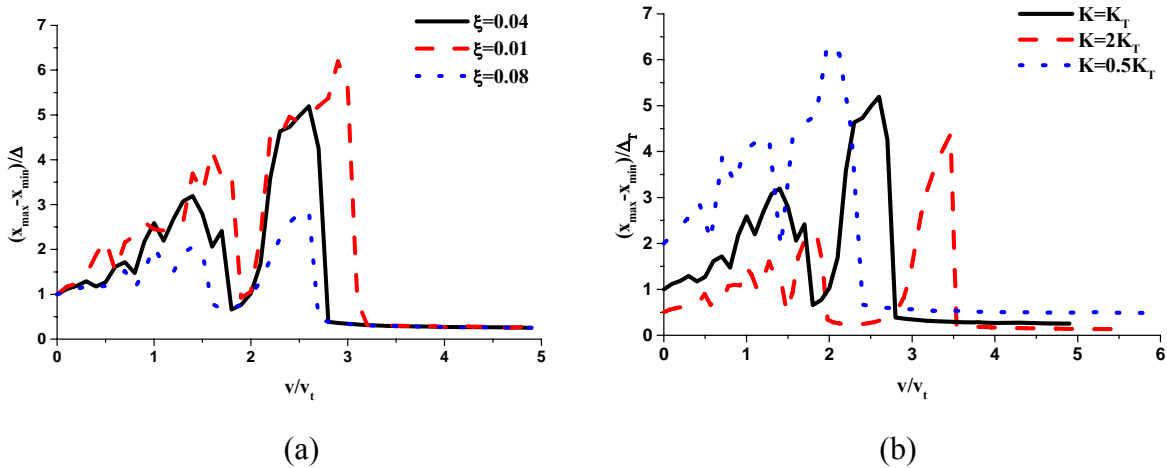 7
6
5
4
3
2
1
0
(x_max-x_min)/Δ
ξ=0.04
ξ=0.01
ξ=0.08
0 1 2 3 4 5
v/v_t
(a)
7
6
5
4
3
2
1
0
(x_max-x_min)/Δ_T
K=K_T
K=2K_T
K=0.5K_T
0 1 2 3 4 5 6
v/v_t
(b)